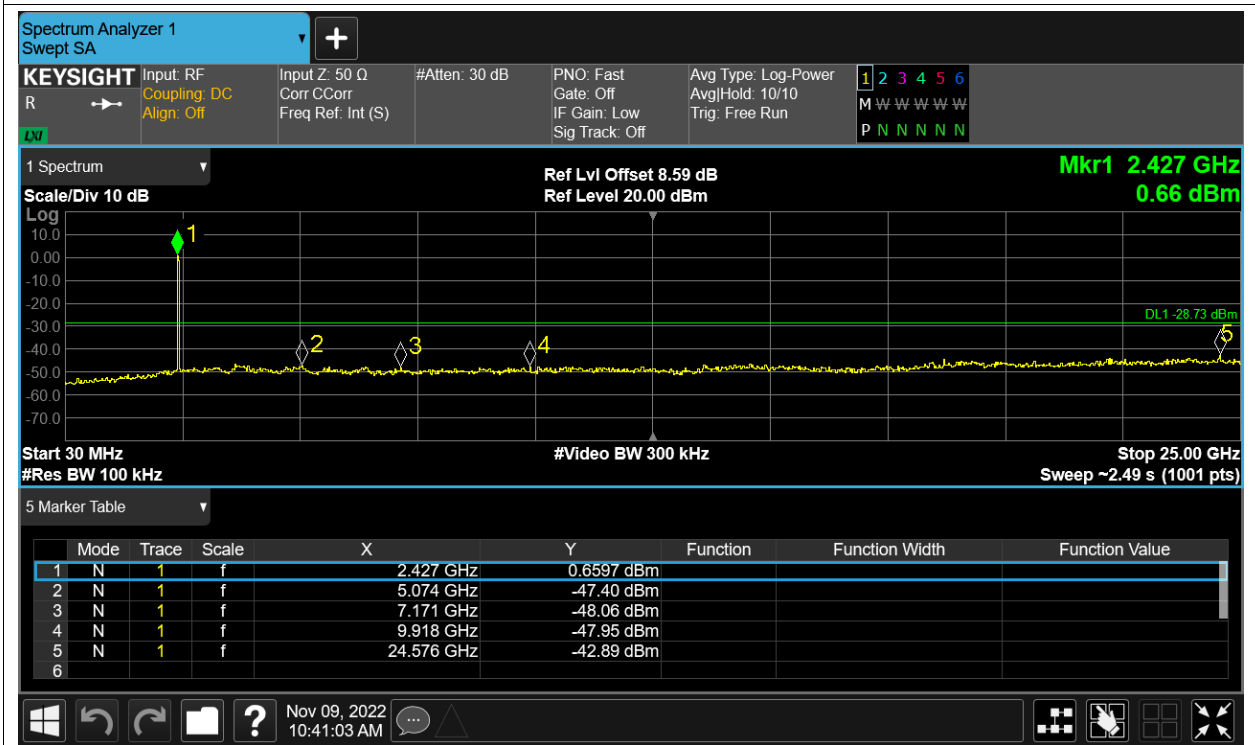 Spectrum Analyzer 1
Swept SA
+
KEYSIGHT Input: RF Input Z: 50 Ω #Atten: 30 dB PNO: Fast Avg Type: Log-Power 1 2 3 4 5 6
R Coupling: DC Corr CCorr Gate: Off Avg|Hold: 10/10 M W W W W W
Align: Off Freq Ref: Int (S) IF Gain: Low Trig: Free Run
LXI Sig Track: Off P N N N N N
1 Spectrum Ref Lvl Offset 8.59 dB Mkr1 2.427 GHz
Scale/Div 10 dB Ref Level 20.00 dBm 0.66 dBm
Log
10.0 1
0.00
-10.0
-20.0
DL1 -28.73 dBm
-30.0
-40.0 2 3 4 5
-50.0
-60.0
-70.0
Start 30 MHz #Video BW 300 kHz Stop 25.00 GHz
#Res BW 100 kHz Sweep ~2.49 s (1001 pts)
5 Marker Table
Mode Trace Scale X Y Function Function Width Function Value
1 N 1 f 2.427 GHz 0.6597 dBm
2 N 1 f 5.074 GHz -47.40 dBm
3 N 1 f 7.171 GHz -48.06 dBm
4 N 1 f 9.918 GHz -47.95 dBm
5 N 1 f 24.576 GHz -42.89 dBm
6
? Nov 09, 2022
10:41:03 AM